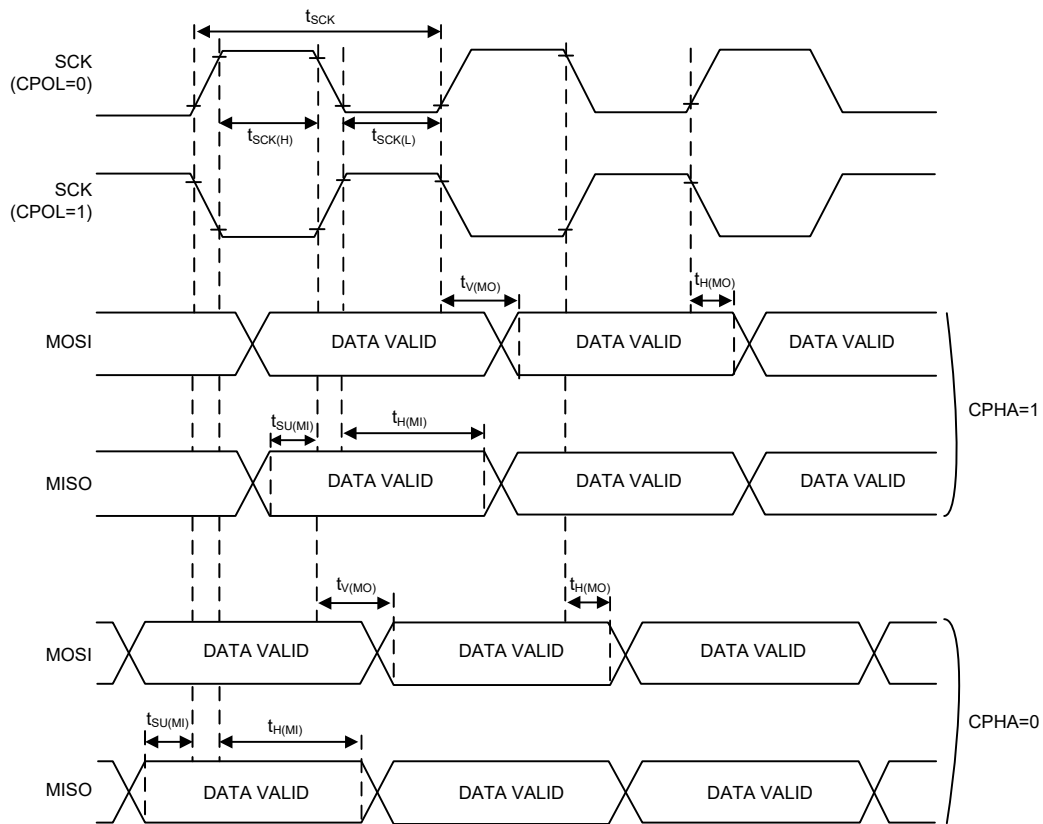 tSCK
SCK
(CPOL=0)
tSCK(H)
tSCK(L)
SCK
(CPOL=1)
tV(MO)
tH(MO)
MOSI
DATA VALID
DATA VALID
DATA VALID
CPHA=1
tSU(MI)
tH(MI)
MISO
DATA VALID
DATA VALID
DATA VALID
tV(MO)
tH(MO)
MOSI
DATA VALID
DATA VALID
DATA VALID
CPHA=0
tSU(MI)
tH(MI)
MISO
DATA VALID
DATA VALID
DATA VALID